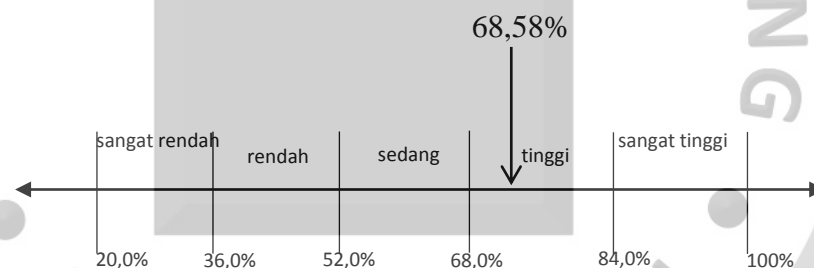 68,58%
sangat rendah
rendah
sedang
tinggi
sangat tinggi
20,0%
36,0%
52,0%
68,0%
84,0%
100%
NG